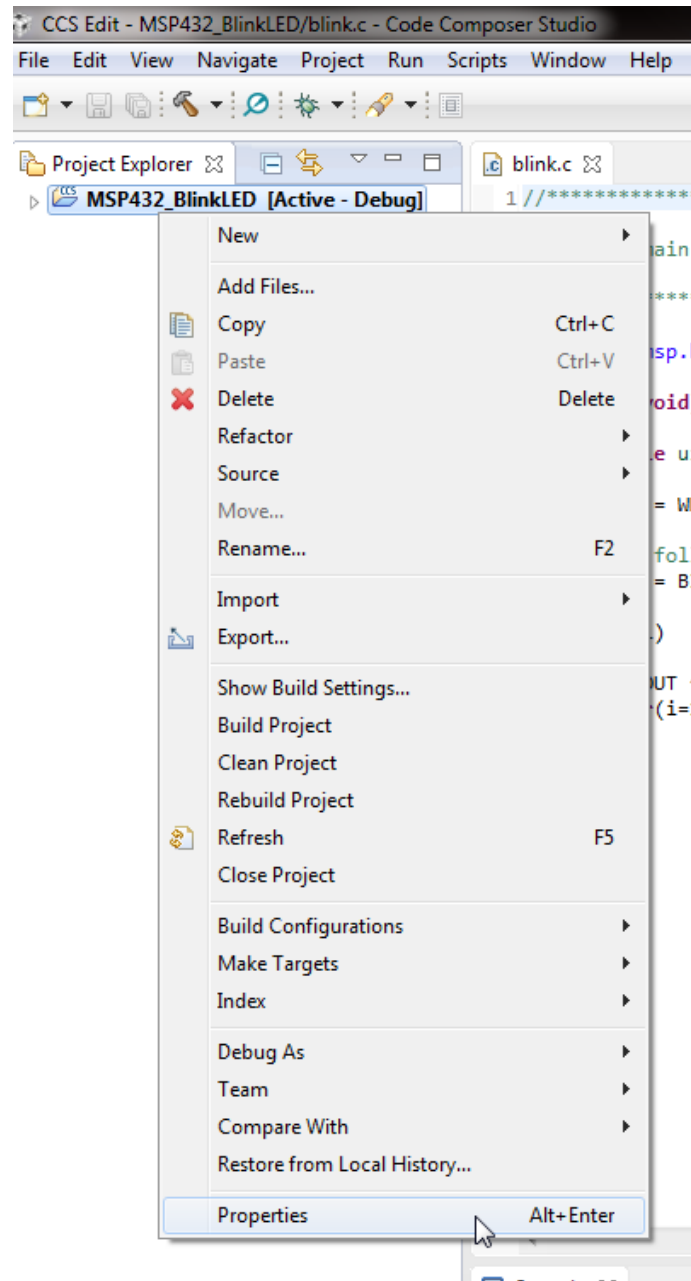 CCS Edit - MSP432_BlinkLED/blink.c - Code Composer Studio
File Edit View Navigate Project Run Scripts Window Help
Project Explorer
blink.c
MSP432_BlinkLED [Active - Debug]
1 //************
New
Add Files...
Copy Ctrl+C
Paste Ctrl+V
Delete Delete
Refactor
Source
Move...
Rename... F2
Import
Export...
Show Build Settings...
Build Project
Clean Project
Rebuild Project
Refresh F5
Close Project
Build Configurations
Make Targets
Index
Debug As
Team
Compare With
Restore from Local History...
Properties Alt+Enter